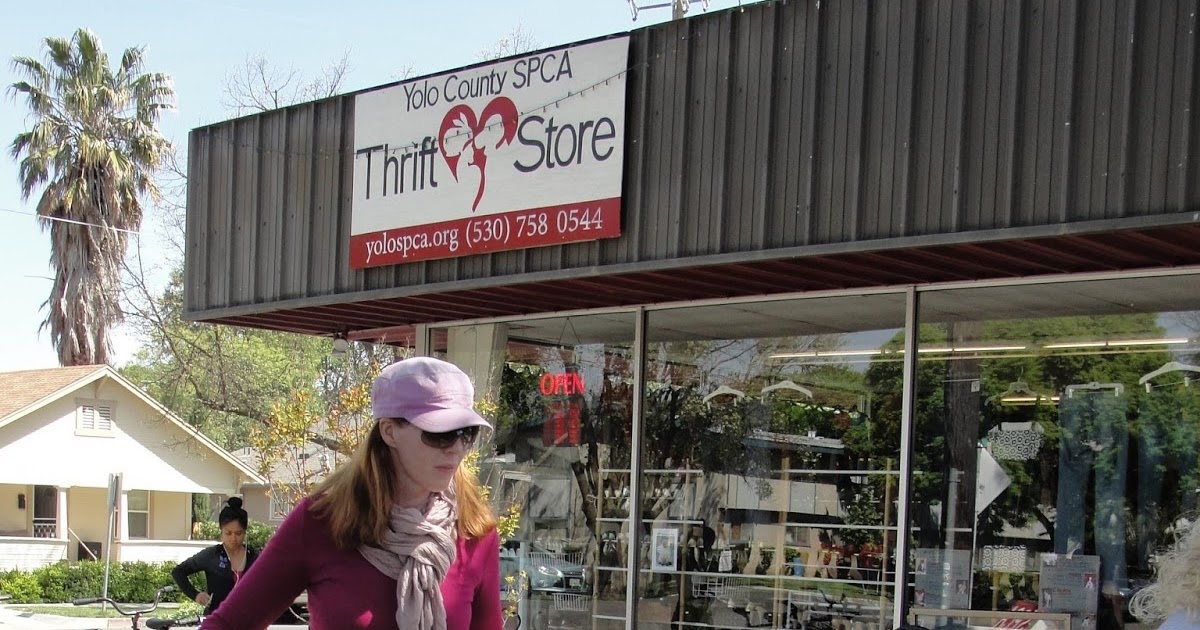 Yolo County SPCA
Thrift Store
yolospca.org (530) 758 0544
OPEN